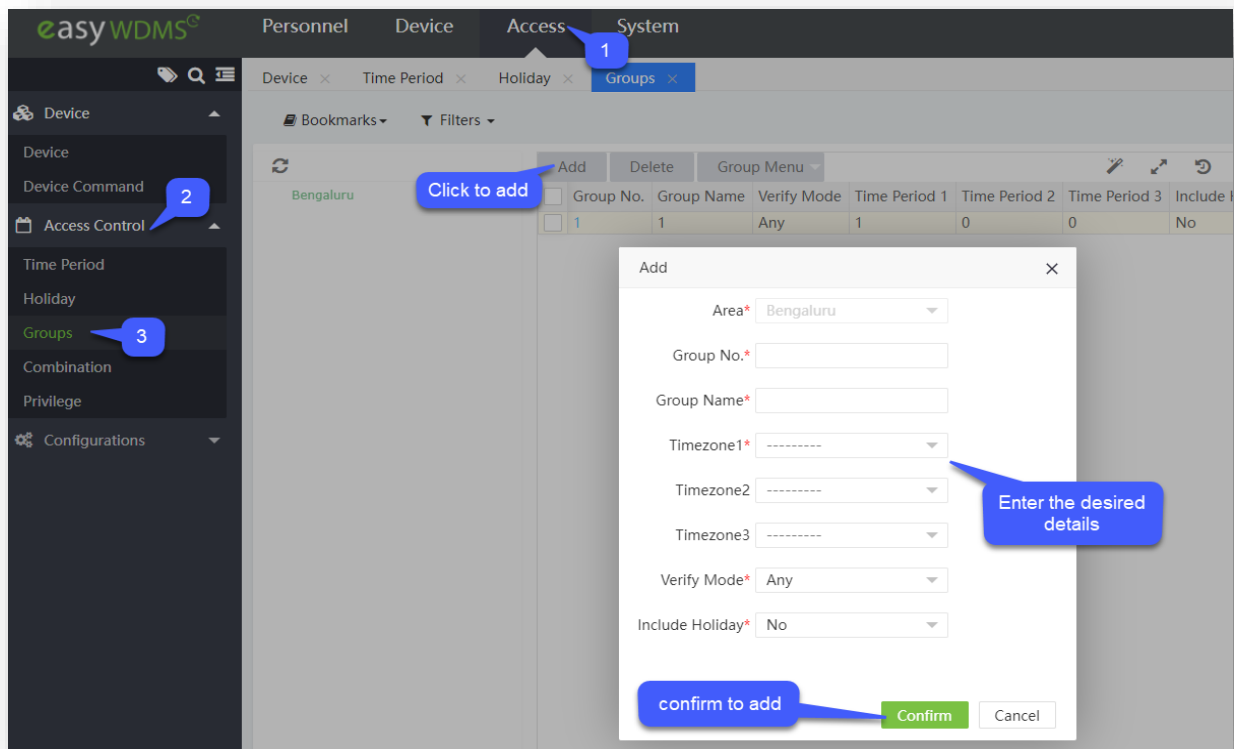 easy WDMS Personnel Device Access System
1
Device × Time Period × Holiday × Groups ×
Device
Bookmarks Filters
Device
Device Command
2
Access Control
Time Period
Holiday
Groups
3
Combination
Privilege
Configurations
Bengaluru
Click to add
Add Delete Group Menu
Group No. Group Name Verify Mode Time Period 1 Time Period 2 Time Period 3 Include
1 1 Any 1 0 0 No
Add ×
Area* Bengaluru
Group No.*
Group Name*
Timezone1* ---------
Timezone2 ---------
Timezone3 ---------
Verify Mode* Any
Include Holiday* No
Enter the desired
details
confirm to add
Confirm Cancel